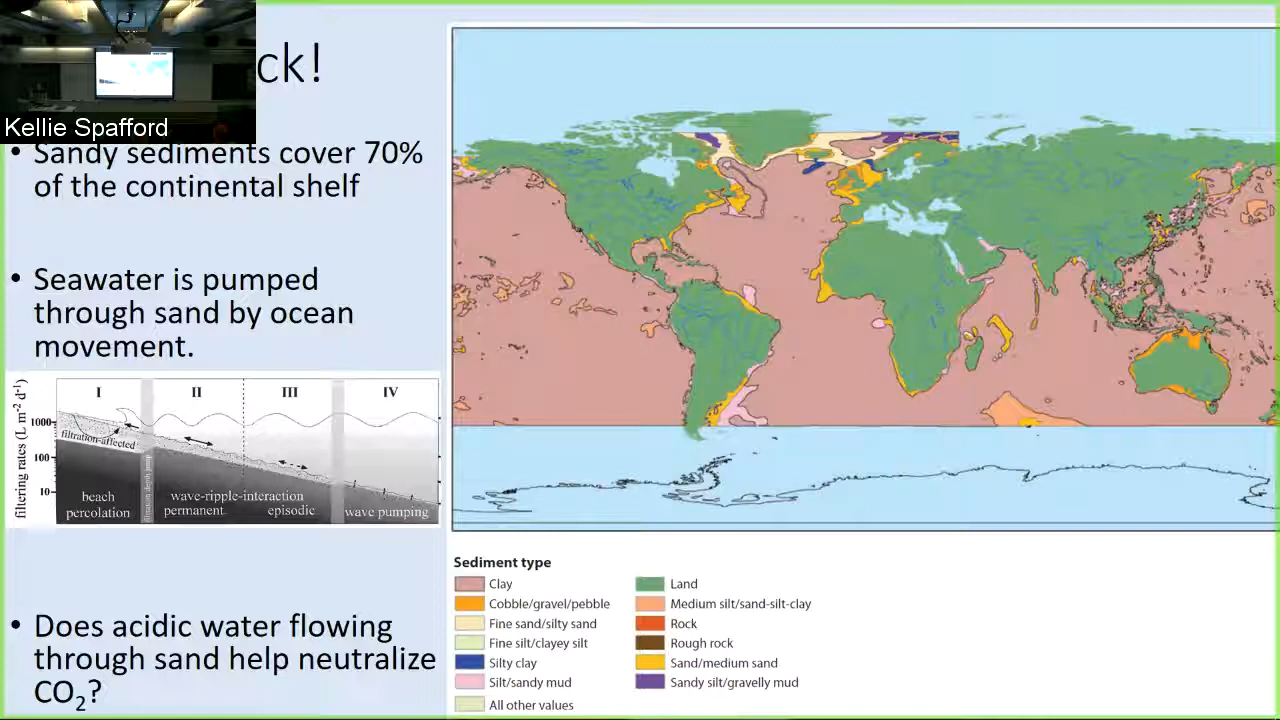 ck!
Kellie Spafford
• Sandy sediments cover 70%
of the continental shelf
• Seawater is pumped
through sand by ocean
movement.
filtering rates (L m-2 d-1)
I II III IV
1000
100
10
filtration-affected
filtration depth jump
beach
percolation
wave-ripple-interaction
permanent episodic
wave pumping
• Does acidic water flowing
through sand help neutralize
CO2?
Sediment type
Clay
Cobble/gravel/pebble
Fine sand/silty sand
Fine silt/clayey silt
Silty clay
Silt/sandy mud
All other values
Land
Medium silt/sand-silt-clay
Rock
Rough rock
Sand/medium sand
Sandy silt/gravelly mud